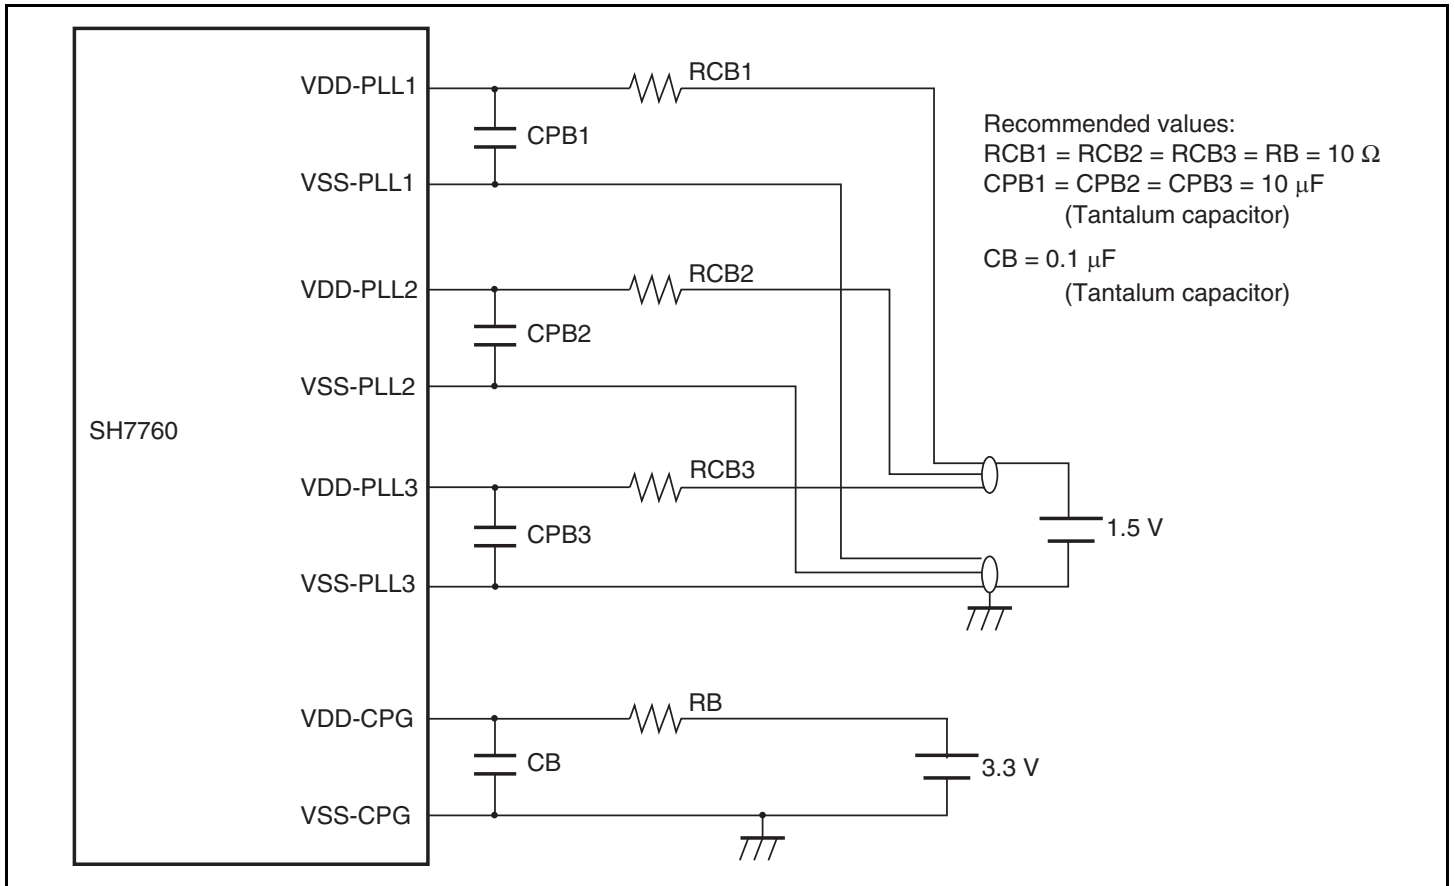 VDD-PLL1
RCB1
CPB1
VSS-PLL1
Recommended values:
RCB1 = RCB2 = RCB3 = RB = 10 Ω
CPB1 = CPB2 = CPB3 = 10 μF
(Tantalum capacitor)
CB = 0.1 μF
(Tantalum capacitor)
VDD-PLL2
RCB2
CPB2
VSS-PLL2
SH7760
VDD-PLL3
RCB3
CPB3
1.5 V
VSS-PLL3
VDD-CPG
RB
CB
3.3 V
VSS-CPG